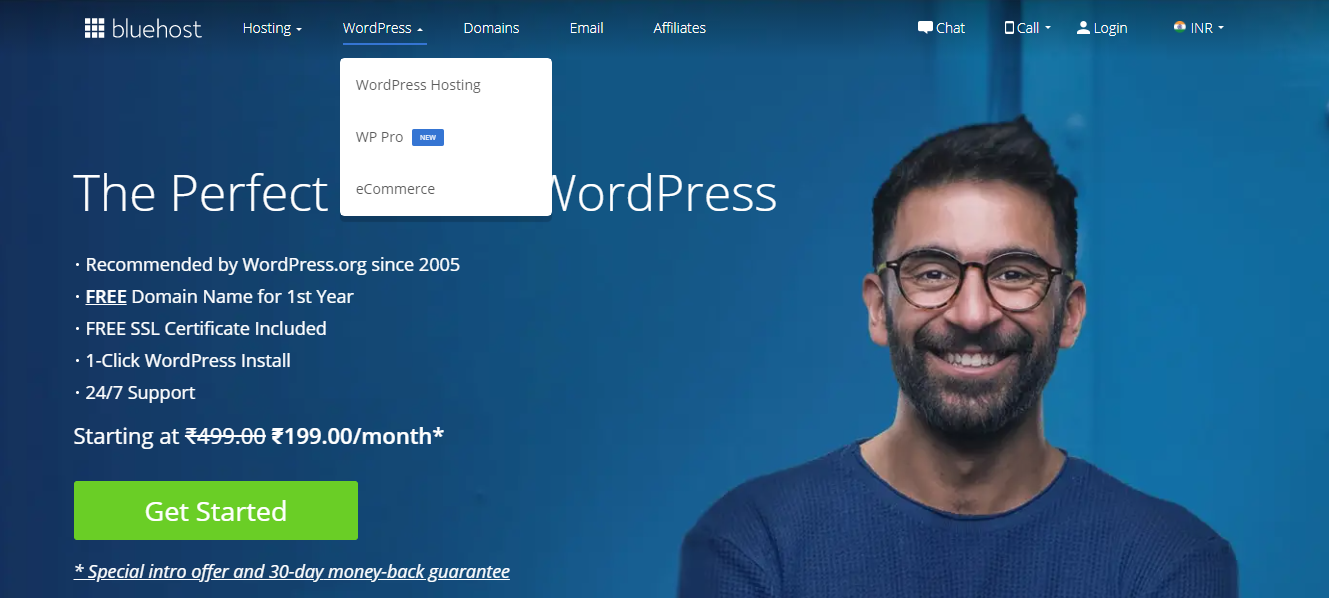 bluehost
Hosting
WordPress
Domains
Email
Affiliates
Chat
Call
Login
INR
WordPress Hosting
WP Pro NEW
eCommerce
The Perfect WordPress
· Recommended by WordPress.org since 2005
· FREE Domain Name for 1st Year
· FREE SSL Certificate Included
· 1-Click WordPress Install
· 24/7 Support
Starting at ₹499.00 ₹199.00/month*
Get Started
* Special intro offer and 30-day money-back guarantee